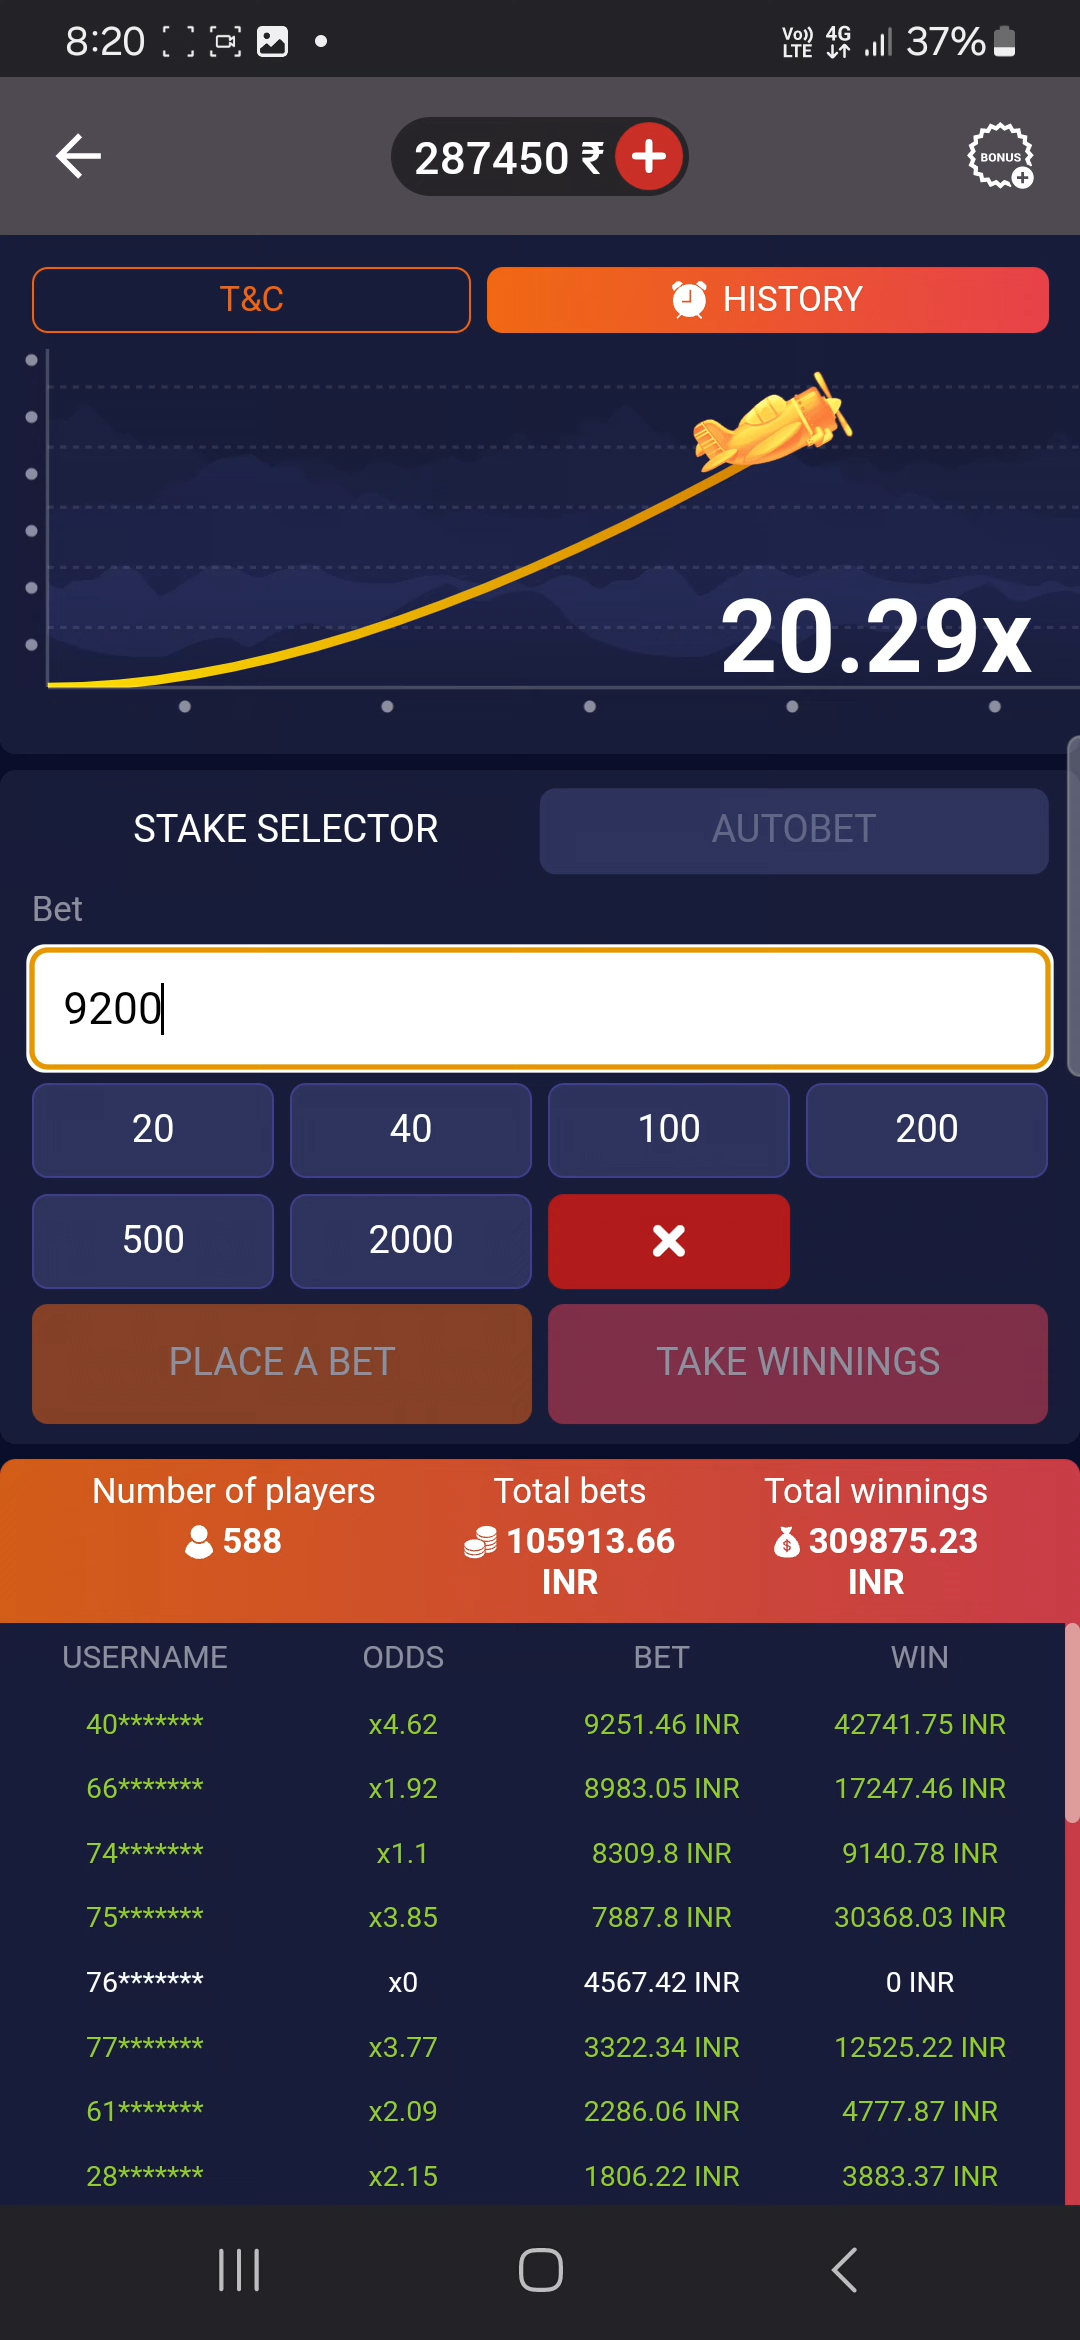 8:20 Vo)) LTE 4G 37%
287450 ₹
BONUS
T&C HISTORY
20.29x
STAKE SELECTOR AUTOBET
Bet
9200
20 40 100 200
500 2000
PLACE A BET TAKE WINNINGS
Number of players Total bets Total winnings
588 105913.66 309875.23
INR INR
USERNAME ODDS BET WIN
40******* x4.62 9251.46 INR 42741.75 INR
66******* x1.92 8983.05 INR 17247.46 INR
74******* x1.1 8309.8 INR 9140.78 INR
75******* x3.85 7887.8 INR 30368.03 INR
76******* x0 4567.42 INR 0 INR
77******* x3.77 3322.34 INR 12525.22 INR
61******* x2.09 2286.06 INR 4777.87 INR
28******* x2.15 1806.22 INR 3883.37 INR